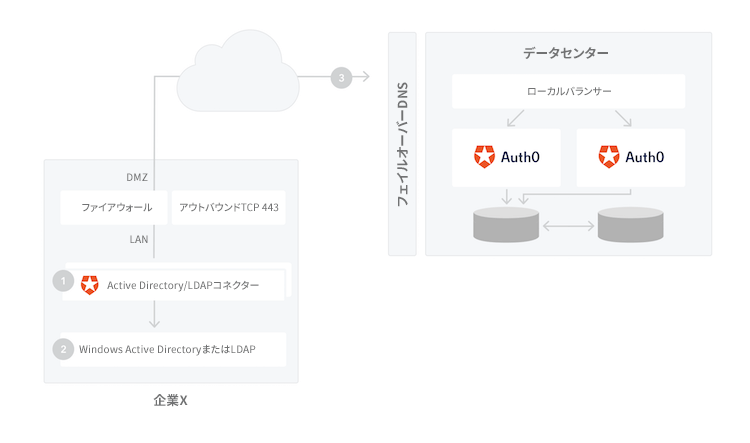 DMZ
ファイアウォール
アウトバウンドTCP 443
LAN
1
Active Directory/LDAPコネクター
2
Windows Active DirectoryまたはLDAP
企業X
3
フェイルオーバーDNS
データセンター
ローカルバランサー
Auth0
Auth0